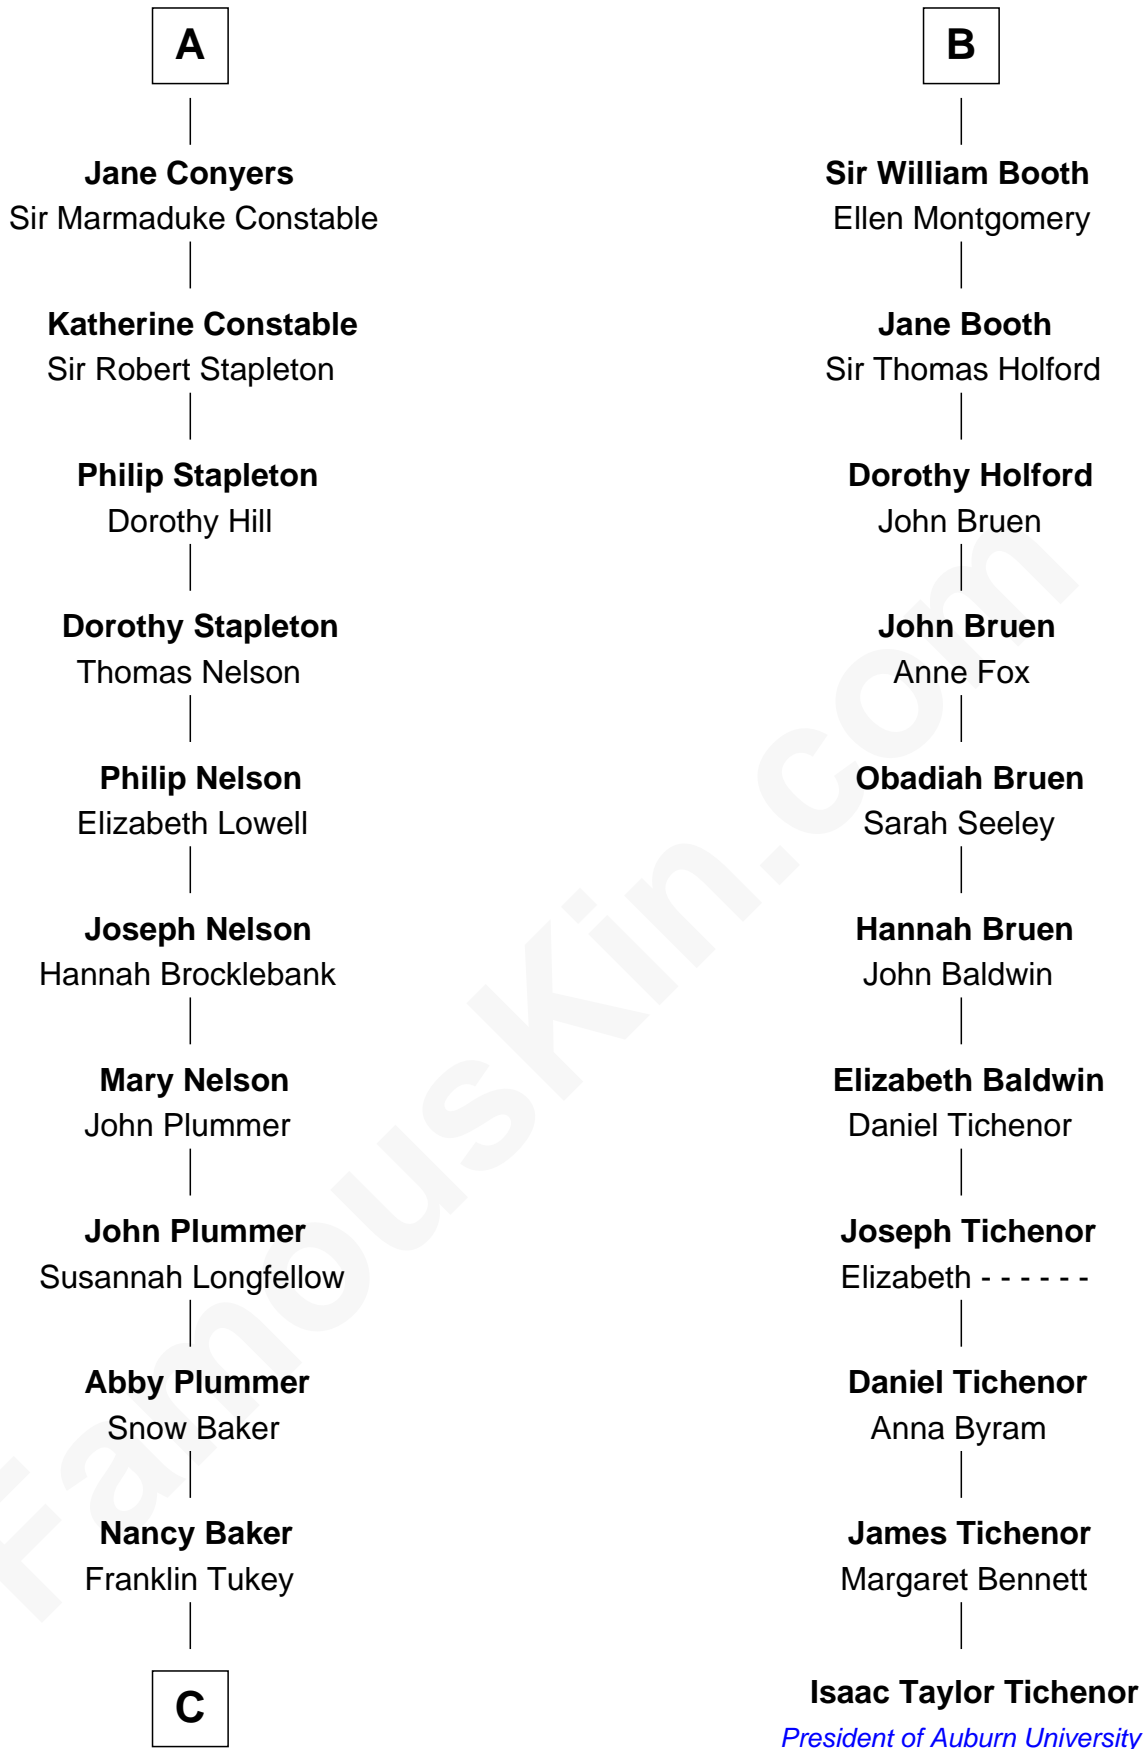 A
Jane Conyers
Sir Marmaduke Constable
Katherine Constable
Sir Robert Stapleton
Philip Stapleton
Dorothy Hill
Dorothy Stapleton
Thomas Nelson
Philip Nelson
Elizabeth Lowell
Joseph Nelson
Hannah Brocklebank
Mary Nelson
John Plummer
John Plummer
Susannah Longfellow
Abby Plummer
Snow Baker
Nancy Baker
Franklin Tukey
C
B
Sir William Booth
Ellen Montgomery
Jane Booth
Sir Thomas Holford
Dorothy Holford
John Bruen
John Bruen
Anne Fox
Obadiah Bruen
Sarah Seeley
Hannah Bruen
John Baldwin
Elizabeth Baldwin
Daniel Tichenor
Joseph Tichenor
Elizabeth - - - - - -
Daniel Tichenor
Anna Byram
James Tichenor
Margaret Bennett
Isaac Taylor Tichenor
President of Auburn University
FamousKin.com